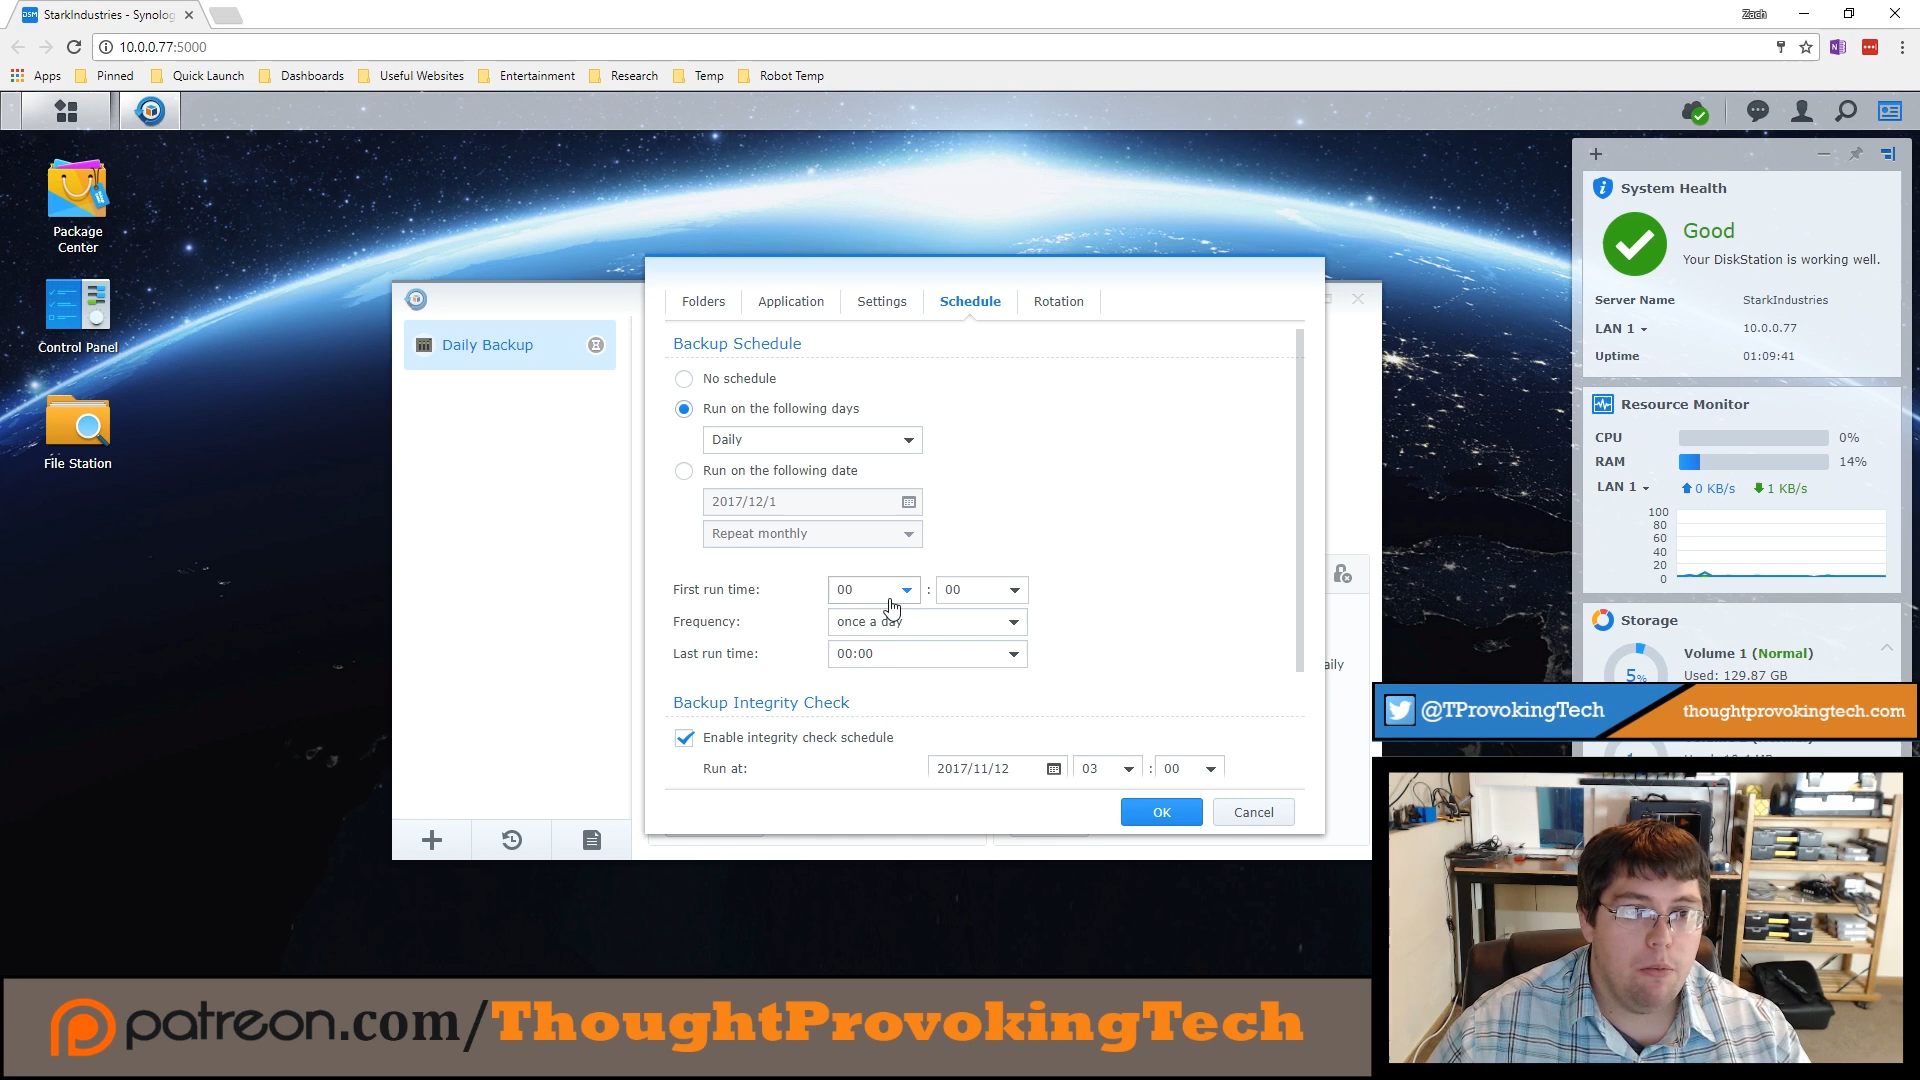 StarkIndustries - Synolog
Zach
10.0.0.77:5000
Apps Pinned Quick Launch Dashboards Useful Websites Entertainment Research Temp Robot Temp
Package
Center
Control Panel
File Station
Daily Backup
Folders Application Settings Schedule Rotation
Backup Schedule
No schedule
Run on the following days
Daily
Run on the following date
2017/12/1
Repeat monthly
First run time: 00 : 00
Frequency: once a day
Last run time: 00:00
Backup Integrity Check
Enable integrity check schedule
Run at: 2017/11/12 03 : 00
OK Cancel
aily
System Health
Good
Your DiskStation is working well.
Server Name StarkIndustries
LAN 1 10.0.0.77
Uptime 01:09:41
Resource Monitor
CPU 0%
RAM 14%
LAN 1 0 KB/s 1 KB/s
100
80
60
40
20
0
Storage
Volume 1 (Normal)
5%
Used: 129.87 GB
@TProvokingTech thoughtprovokingtech.com
patreon.com/ThoughtProvokingTech